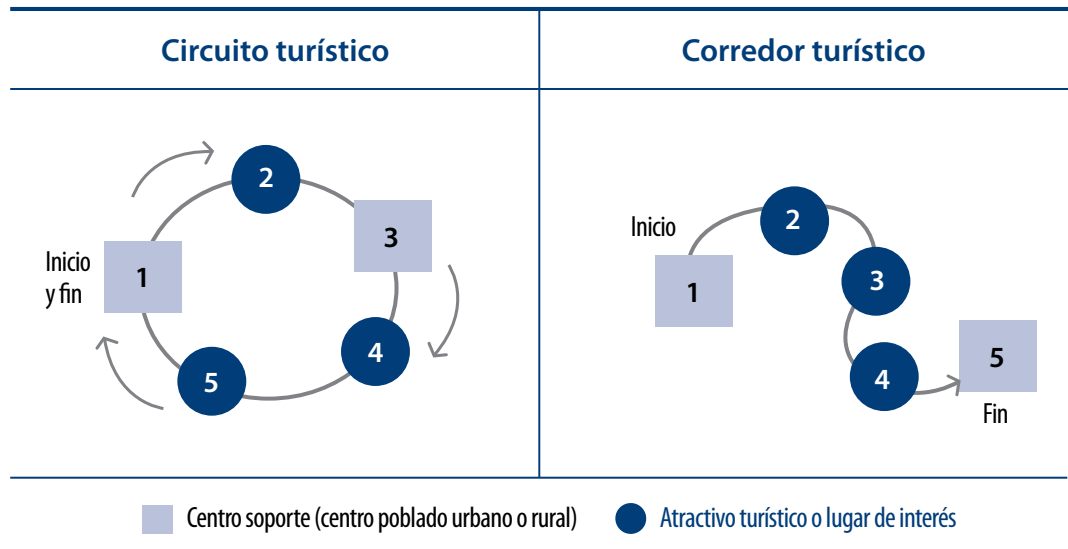 Circuito turístico
Corredor turístico
2
3
Inicio
y fin
1
4
5
Inicio
1
2
3
4
5
Fin
Centro soporte (centro poblado urbano o rural)
Atractivo turístico o lugar de interés